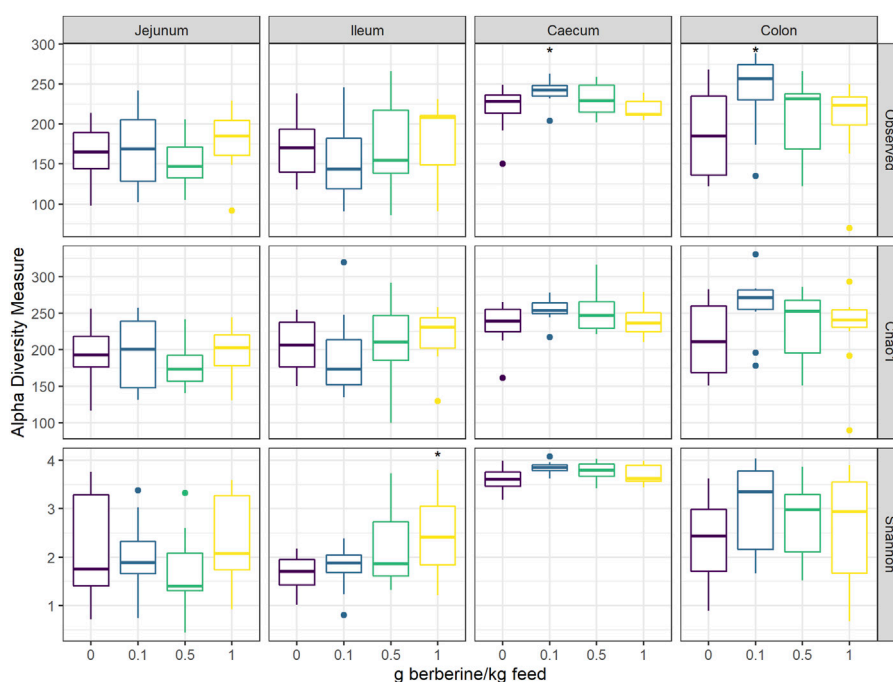 Jejunum Ileum Caecum Colon
300
250
200
150
100
* *
Observed
300
250
200
150
100
Chao1
4
3
2
1
*
Shannon
Alpha Diversity Measure
0 0.1 0.5 1 0 0.1 0.5 1 0 0.1 0.5 1 0 0.1 0.5 1
g berberine/kg feed